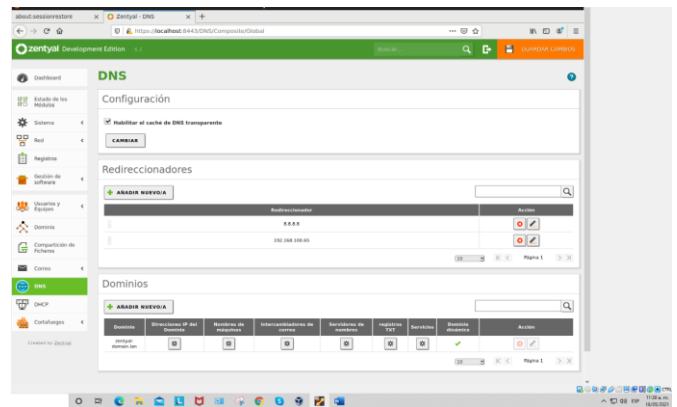 about:sessionrestore
Zentyal - DNS
https://localhost:8443/DNS/Composite/Global
zentyal Development Edition
Buscar...
GUARDAR CAMBIOS
Dashboard
Estado de los Módulos
Sistema
Red
Registros
Gestión de software
Usuarios y Equipos
Dominio
Compartición de Ficheros
Correo
DNS
DHCP
Cortafuegos
Created by Zentyal
DNS
Configuración
Habilitar el caché de DNS transparente
CAMBIAR
Redireccionadores
+ AÑADIR NUEVO/A
Redireccionador Acción
8.8.8.8
192.168.100.65
10 Página 1
Dominios
+ AÑADIR NUEVO/A
Dominio Direcciones IP del Dominio Nombres de máquinas Intercambiadores de correo Servidores de nombres registros TXT Servicios Dominio dinámico Acción
zentyal-domain.lan
10 Página 1
ESP